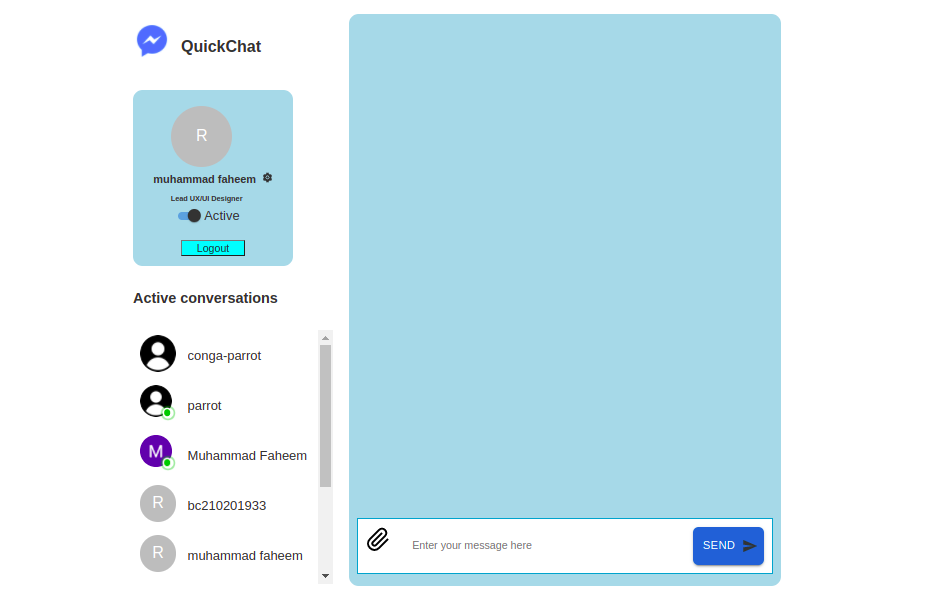 QuickChat
R
muhammad faheem
Lead UX/UI Designer
Active
Logout
Active conversations
conga-parrot
parrot
M
Muhammad Faheem
R
bc210201933
R
muhammad faheem
Enter your message here
SEND